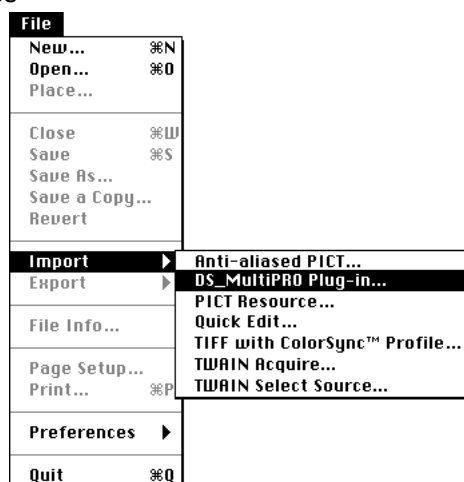 File
New... ⌘N
Open... ⌘O
Place...
Close ⌘W
Save ⌘S
Save As...
Save a Copy...
Revert
Import ▶
Export ▶
File Info...
Page Setup...
Print... ⌘P
Preferences ▶
Quit ⌘Q
Anti-aliased PICT...
DS_MultiPRO Plug-in...
PICT Resource...
Quick Edit...
TIFF with ColorSync™ Profile...
TWAIN Acquire...
TWAIN Select Source...